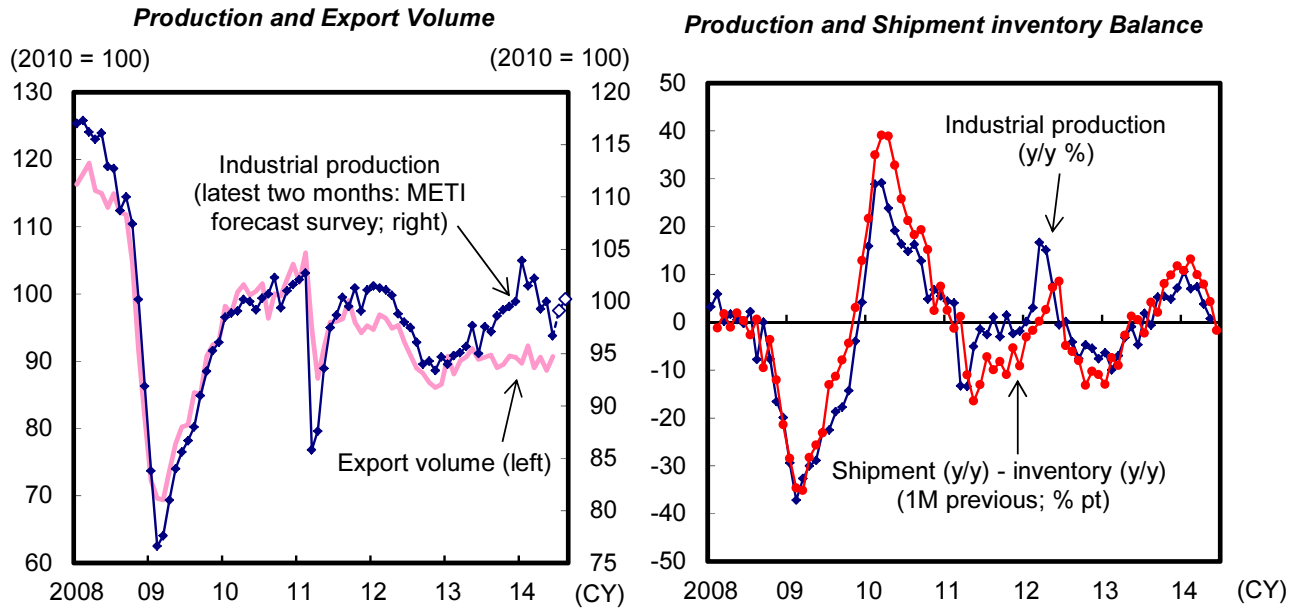 Production and Export Volume
(2010 = 100)
(2010 = 100)
130
120
110
100
90
80
70
60
120
115
110
105
100
95
90
85
80
75
Industrial production
(latest two months: METI
forecast survey; right)
Export volume (left)
2008 09 10 11 12 13 14 (CY)
Production and Shipment inventory Balance
50
40
30
20
10
0
-10
-20
-30
-40
-50
Industrial production
(y/y %)
Shipment (y/y) - inventory (y/y)
(1M previous; % pt)
2008 09 10 11 12 13 14 (CY)